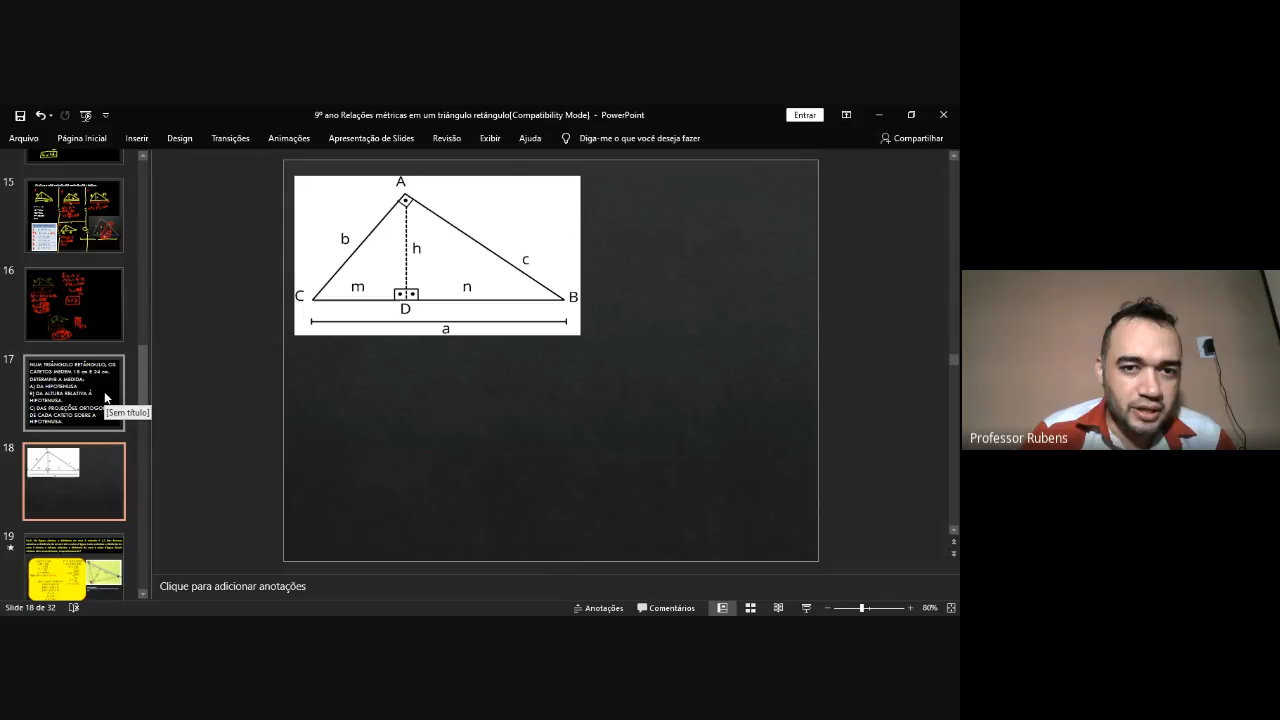 9º ano Relações métricas em um triângulo retângulo[Compatibility Mode] - PowerPoint
Entrar
Arquivo Página Inicial Inserir Design Transições Animações Apresentação de Slides Revisão Exibir Ajuda Diga-me o que você deseja fazer Compartilhar
15
16
17
NUM TRIÂNGULO RETÂNGULO, OS
CATETOS MEDEM 18 cm E 24 cm.
DETERMINE A MEDIDA:
A) DA HIPOTENUSA
B) DA ALTURA RELATIVA À
HIPOTENUSA.
C) DAS PROJEÇÕES
DE CADA CATETO SOBRE A
HIPOTENUSA.
[Sem título]
18
19
A
b
h
c
m
n
C
B
D
a
Professor Rubens
Clique para adicionar anotações
Slide 18 de 32
Anotações Comentários 80%